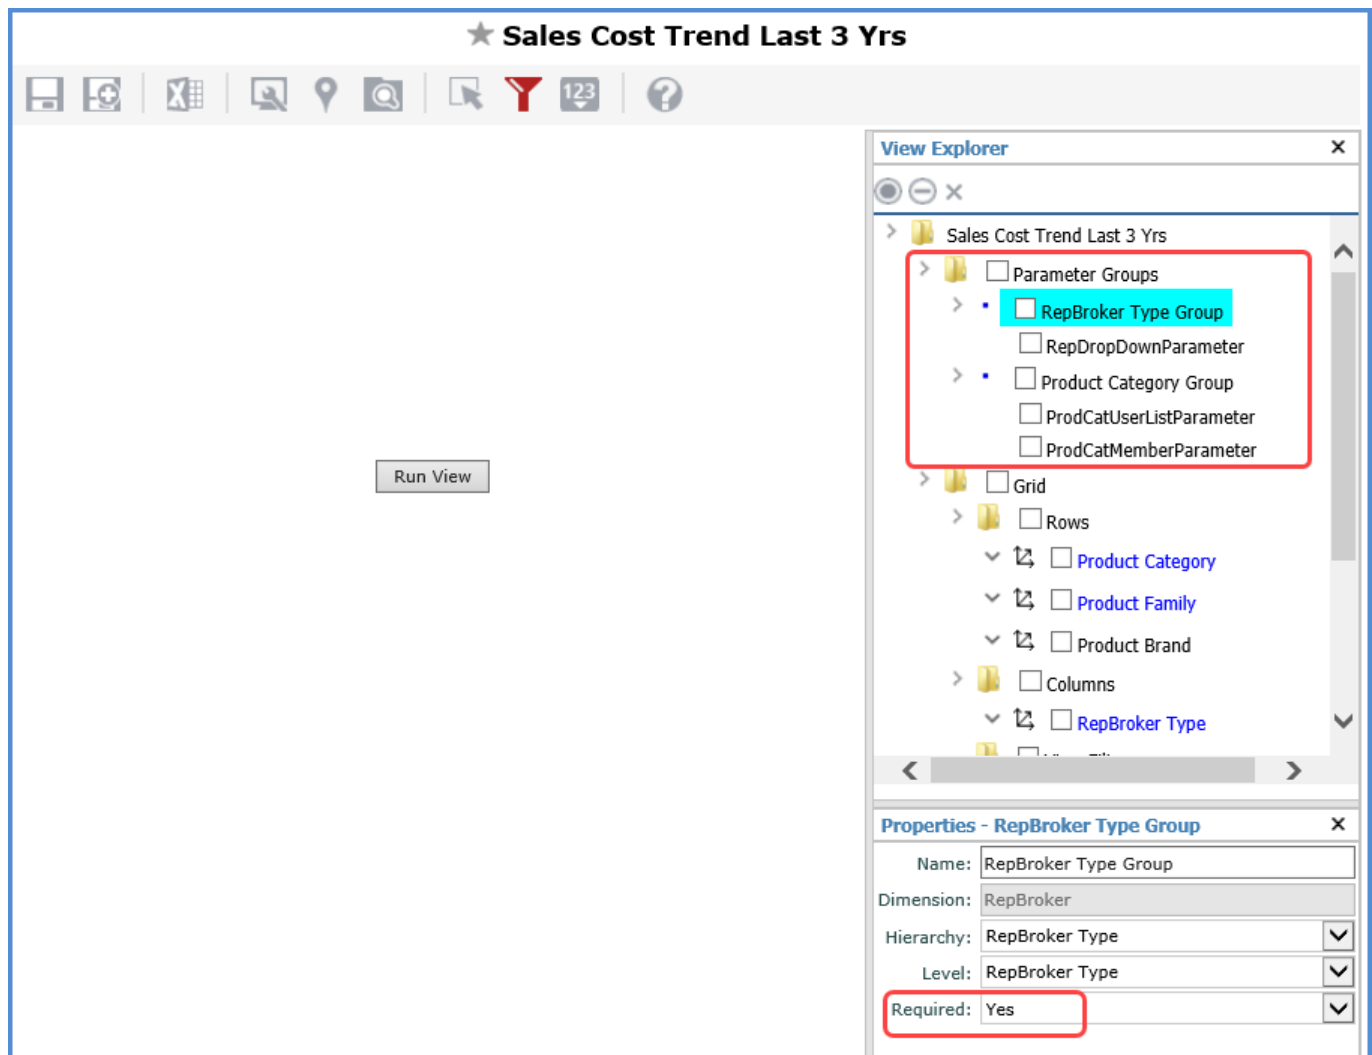 Sales Cost Trend Last 3 Yrs
123
View Explorer
Sales Cost Trend Last 3 Yrs
Parameter Groups
RepBroker Type Group
RepDropDownParameter
Product Category Group
ProdCatUserListParameter
ProdCatMemberParameter
Grid
Rows
Product Category
Product Family
Product Brand
Columns
RepBroker Type
Run View
Properties - RepBroker Type Group
Name: RepBroker Type Group
Dimension: RepBroker
Hierarchy: RepBroker Type
Level: RepBroker Type
Required: Yes